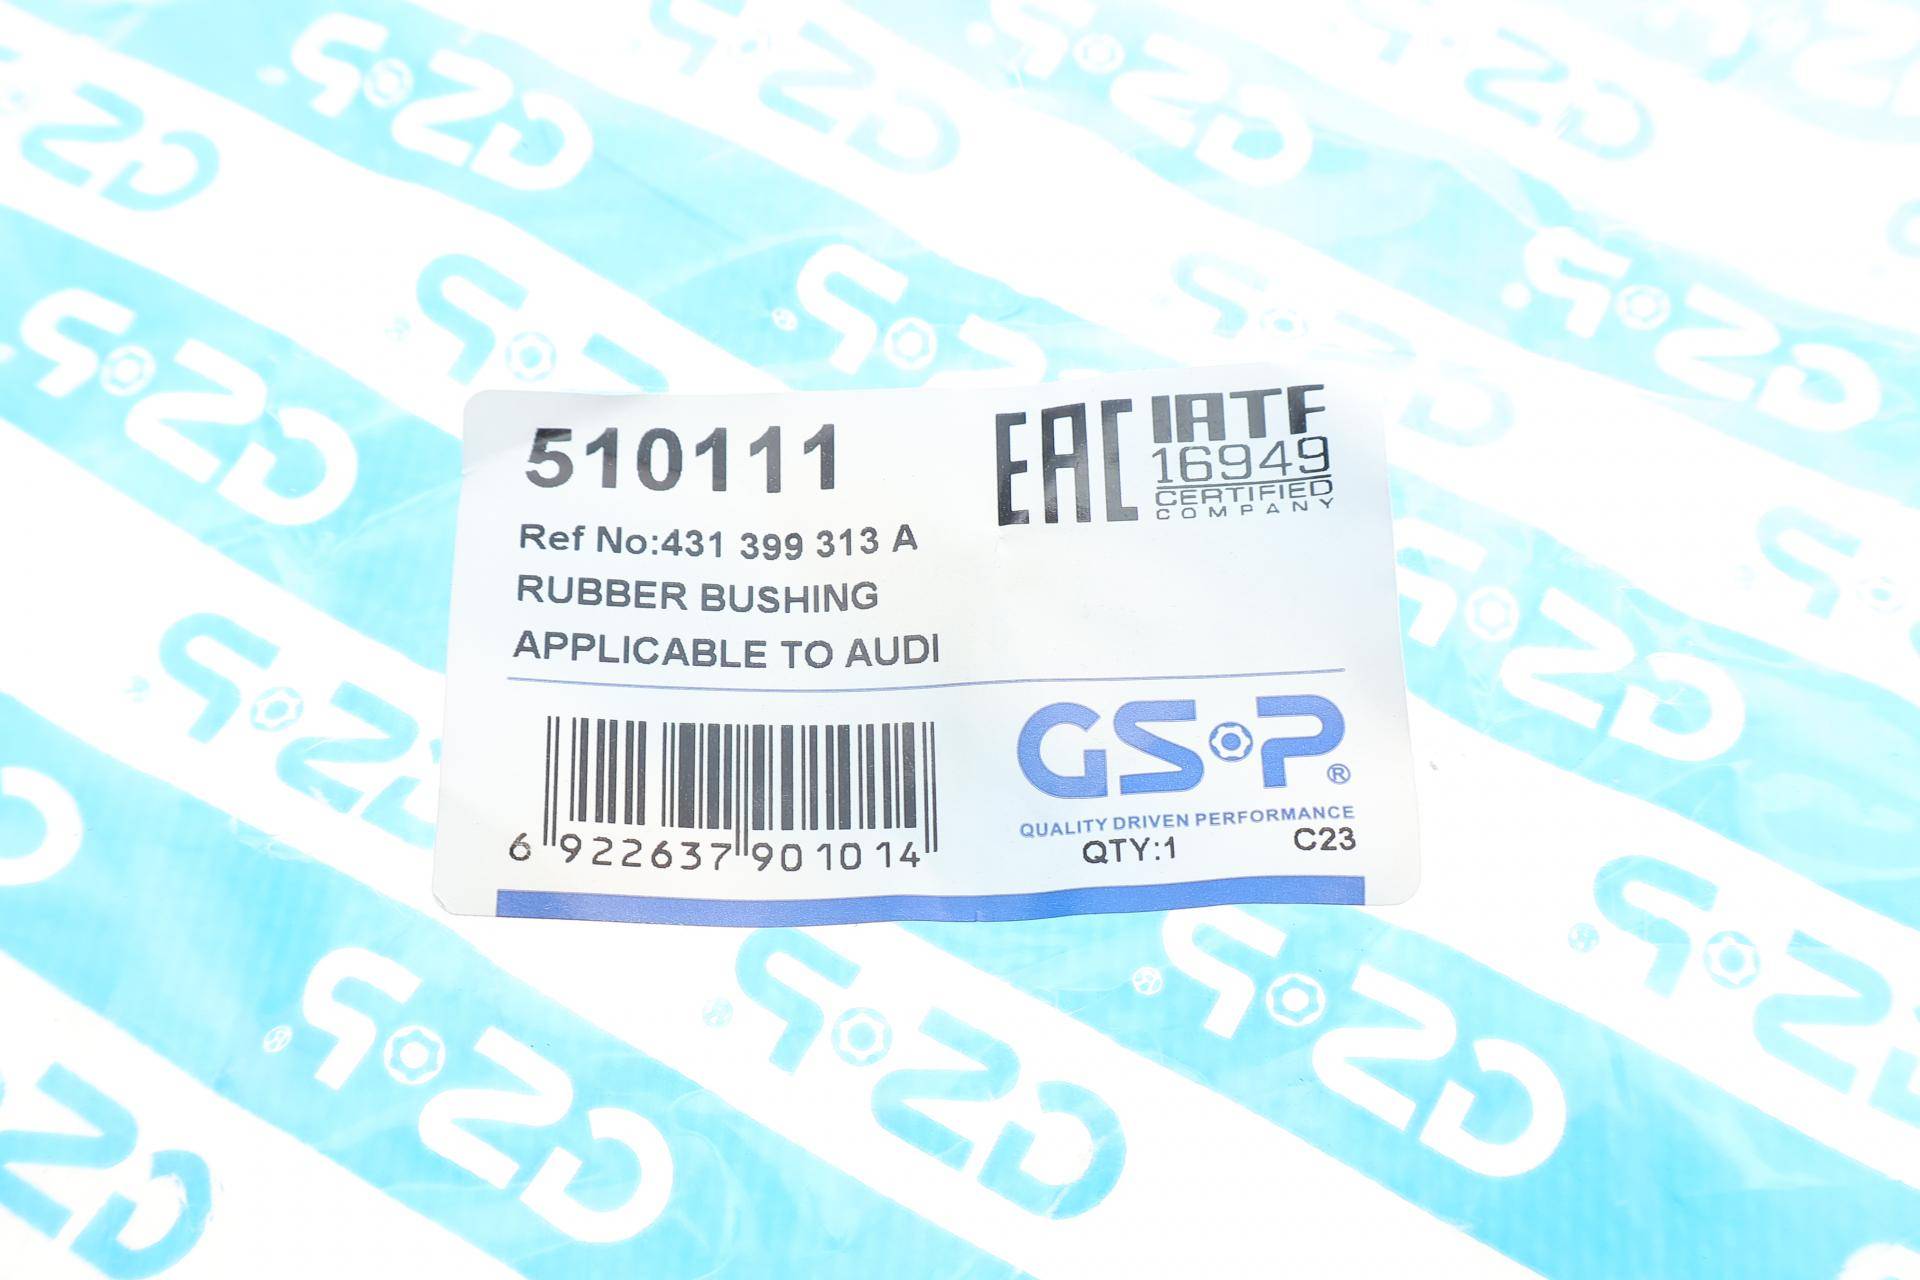 510111
Ref No:431 399 313 A
RUBBER BUSHING
APPLICABLE TO AUDI
EAC
IATF
16949
CERTIFIED
COMPANY
6 922637 901014
GSP®
QUALITY DRIVEN PERFORMANCE
QTY:1 C23